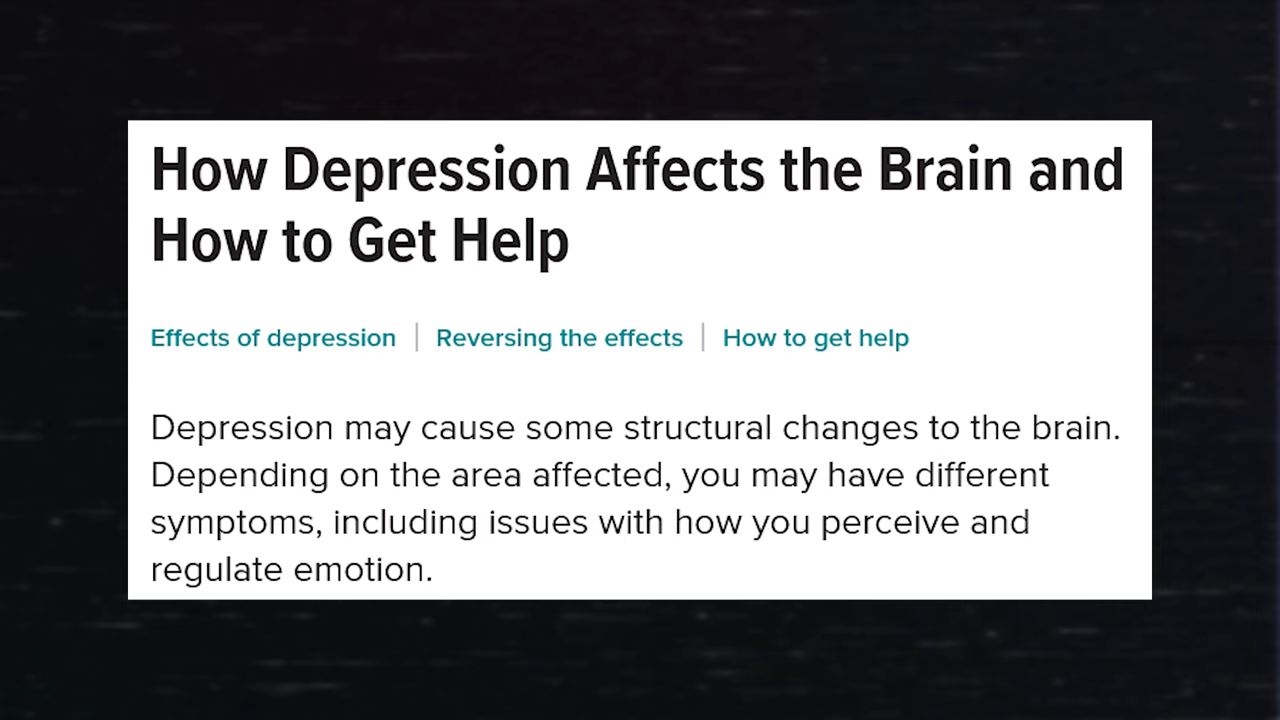 How Depression Affects the Brain and
How to Get Help
Effects of depression | Reversing the effects | How to get help
Depression may cause some structural changes to the brain.
Depending on the area affected, you may have different
symptoms, including issues with how you perceive and
regulate emotion.